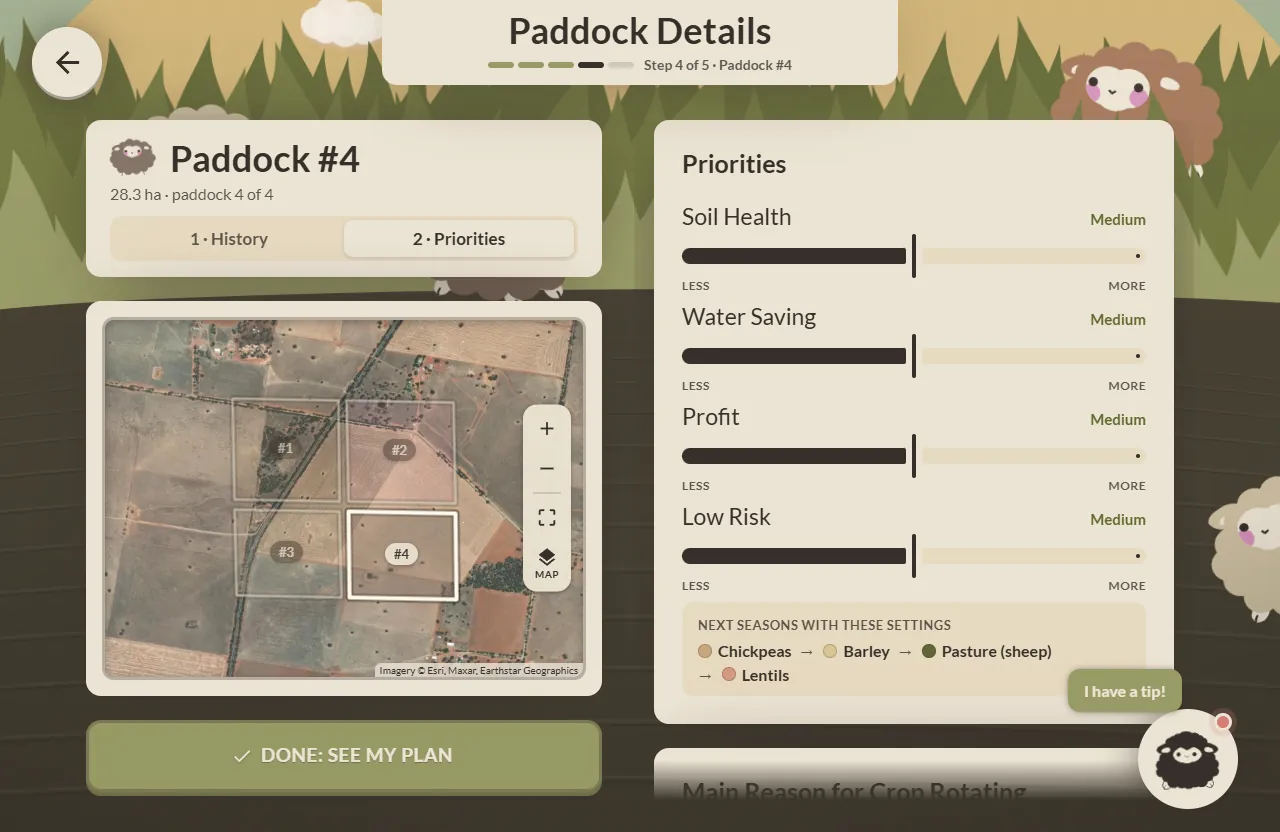 Paddock Details
Step 4 of 5 · Paddock #4
Paddock #4
28.3 ha · paddock 4 of 4
1 · History
2 · Priorities
#1
#2
#3
#4
+
−
MAP
Imagery © Esri, Maxar, Earthstar Geographics
DONE: SEE MY PLAN
Priorities
Soil Health
Medium
LESS
MORE
Water Saving
Medium
LESS
MORE
Profit
Medium
LESS
MORE
Low Risk
Medium
LESS
MORE
NEXT SEASONS WITH THESE SETTINGS
Chickpeas → Barley → Pasture (sheep)
→ Lentils
I have a tip!
Main Reason for Crop Rotating